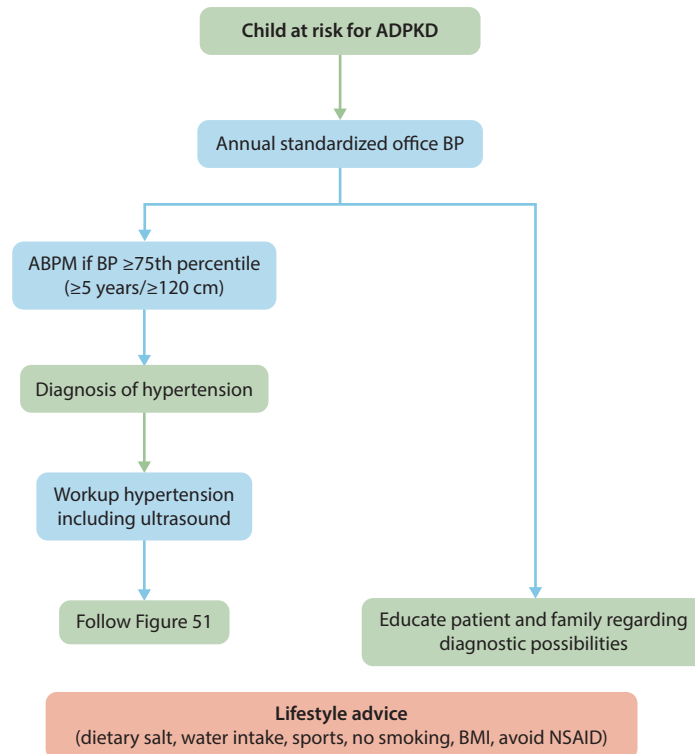 Child at risk for ADPKD
Annual standardized office BP
ABPM if BP ≥75th percentile
(≥5 years/≥120 cm)
Diagnosis of hypertension
Workup hypertension
including ultrasound
Follow Figure 51
Educate patient and family regarding
diagnostic possibilities
Lifestyle advice
(dietary salt, water intake, sports, no smoking, BMI, avoid NSAID)